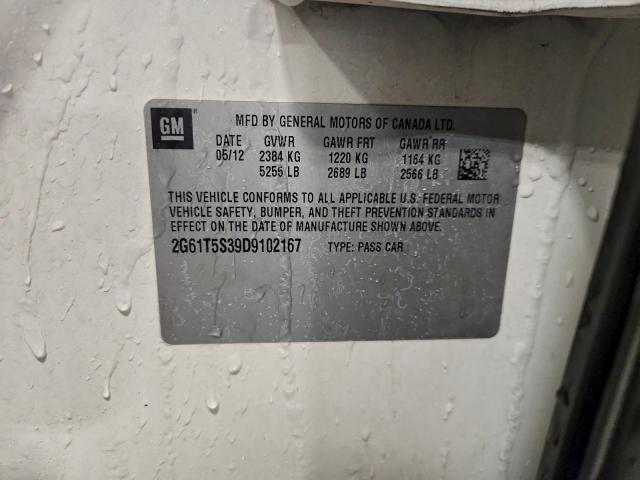 GM
MFD BY GENERAL MOTORS OF CANADA LTD.
DATE GVWR GAWR FRT GAWR RR
05/12 2384 KG 1220 KG 1164 KG
5255 LB 2689 LB 2566 LB
THIS VEHICLE CONFORMS TO ALL APPLICABLE U.S. FEDERAL MOTOR
VEHICLE SAFETY, BUMPER, AND THEFT PREVENTION STANDARDS IN
EFFECT ON THE DATE OF MANUFACTURE SHOWN ABOVE.
2G61T5S39D9102167 TYPE: PASS CAR